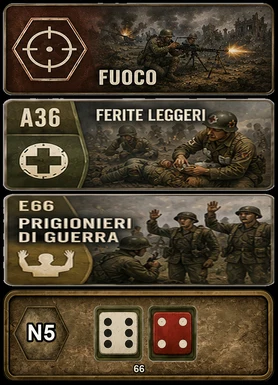 FUOCO
A36
FERITE LEGGERI
E66
PRIGIONIERI
DI GUERRA
N5
66